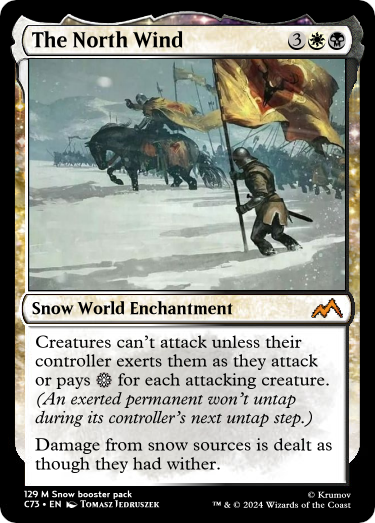 The North Wind 3
Snow World Enchantment
Creatures can't attack unless their
controller exerts them as they attack
or pays for each attacking creature.
(An exerted permanent won't untap
during its controller's next untap step.)
Damage from snow sources is dealt as
though they had wither.
129 M Snow booster pack
C73 • EN Tomasz Jedruszek
© Krumov
™ & © 2024 Wizards of the Coast